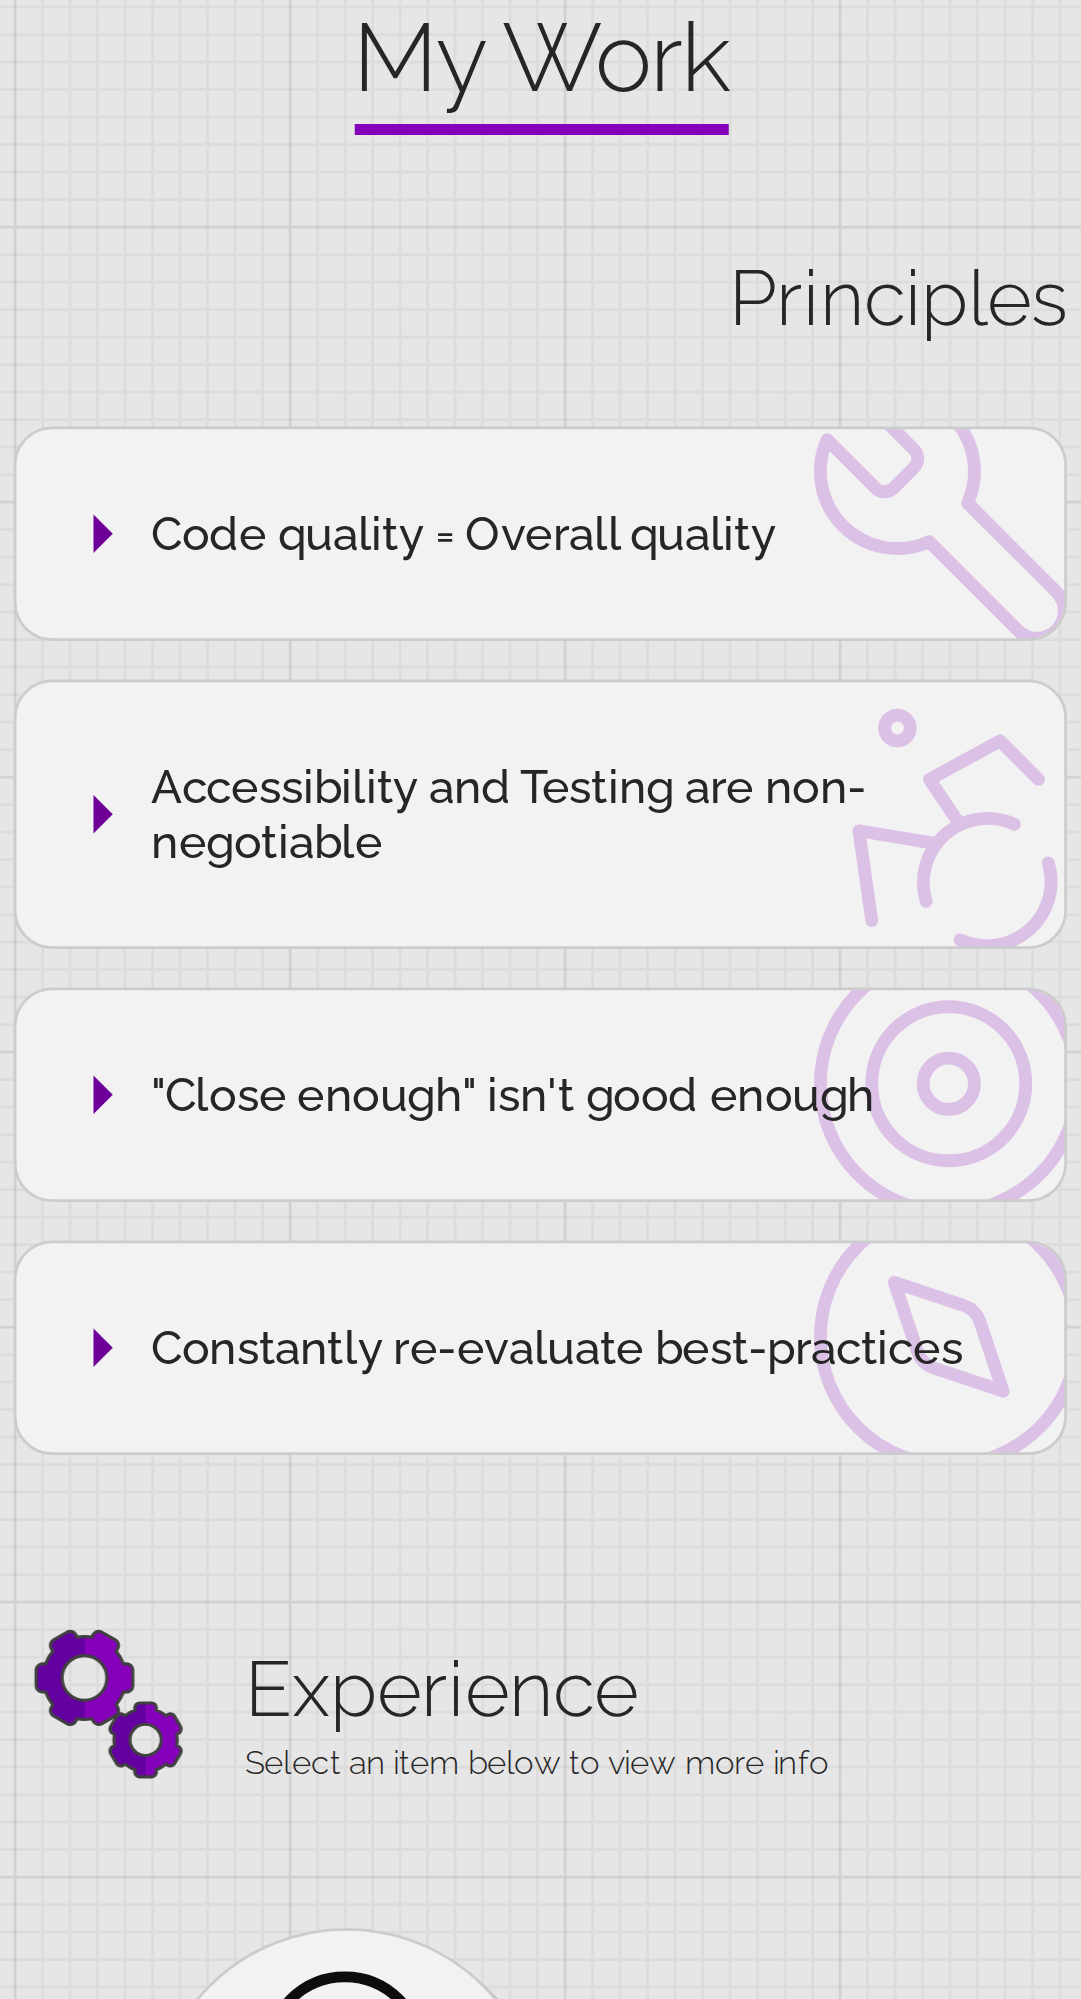 My Work
Principles
Code quality = Overall quality
Accessibility and Testing are non-
negotiable
"Close enough" isn't good enough
Constantly re-evaluate best-practices
Experience
Select an item below to view more info